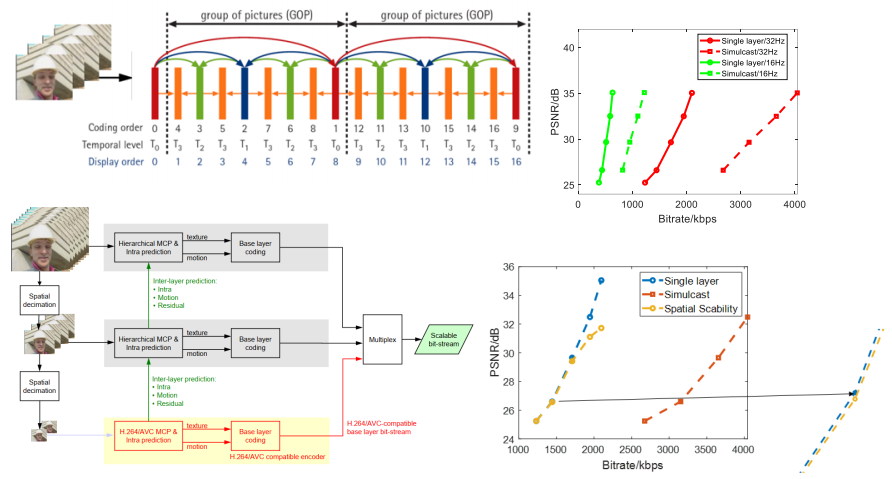 group of pictures (GOP) group of pictures (GOP)
Coding order 0 4 3 5 2 7 6 8 1 12 11 13 10 15 14 16 9
Temporal level T0 T3 T2 T3 T1 T3 T2 T3 T0 T3 T2 T3 T1 T3 T2 T3 T0
Display order 0 1 2 3 4 5 6 7 8 9 10 11 12 13 14 15 16
PSNR/dB
40
35
30
25
0 1000 2000 3000 4000
Bitrate/kbps
Single layer/32Hz
Simulcast/32Hz
Single layer/16Hz
Simulcast/16Hz
Hierarchical MCP &
Intra prediction
texture
motion
Base layer
coding
Inter-layer prediction:
• Intra
• Motion
• Residual
Spatial
decimation
Hierarchical MCP &
Intra prediction
texture
motion
Base layer
coding
Multiplex
Scalable
bit-stream
Inter-layer prediction:
• Intra
• Motion
• Residual
Spatial
decimation
H.264/AVC MCP &
Intra prediction
texture
motion
Base layer
coding
H.264/AVC-compatible
base layer bit-stream
H.264/AVC compatible encoder
PSNR/dB
36
34
32
30
28
26
24
1000 1500 2000 2500 3000 3500 4000
Bitrate/kbps
Single layer
Simulcast
Spatial Scability